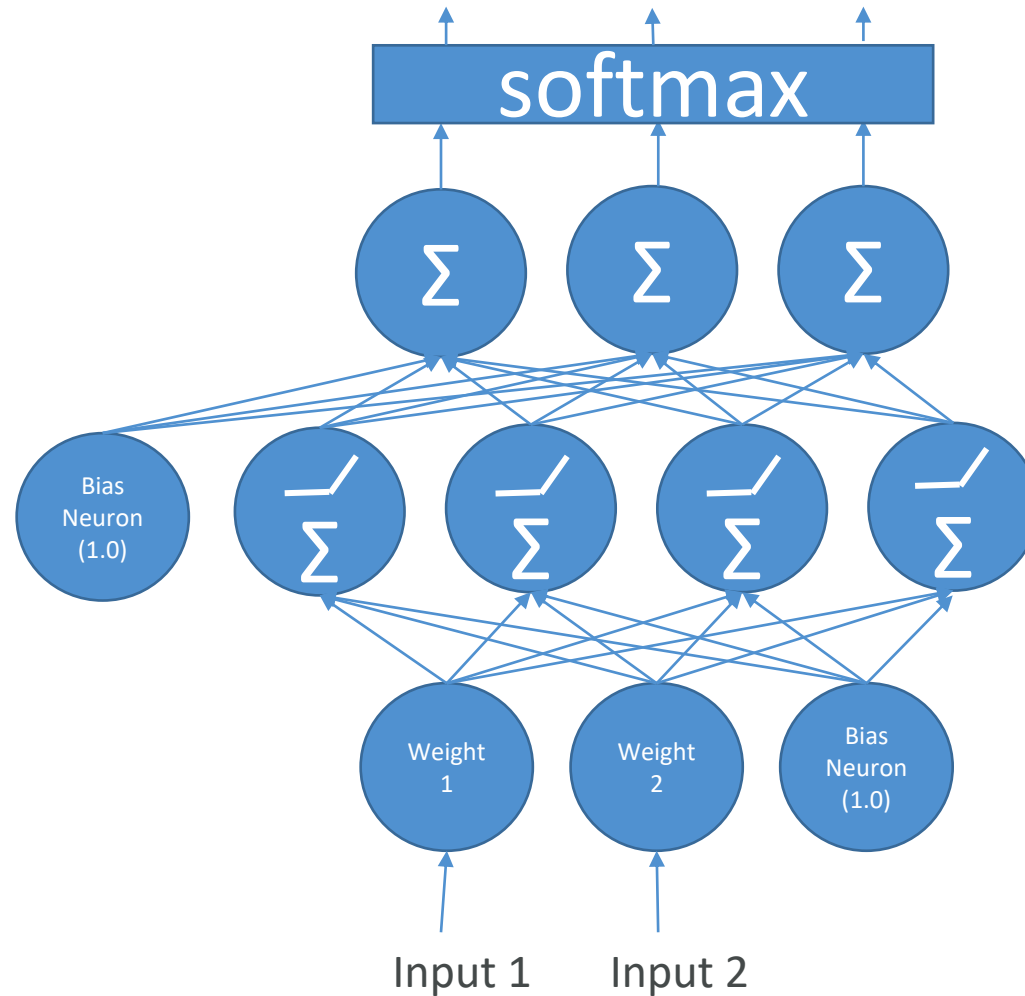 softmax
Σ Σ Σ
Bias
Neuron
(1.0)
Σ Σ Σ Σ
Weight
1
Weight
2
Bias
Neuron
(1.0)
Input 1 Input 2